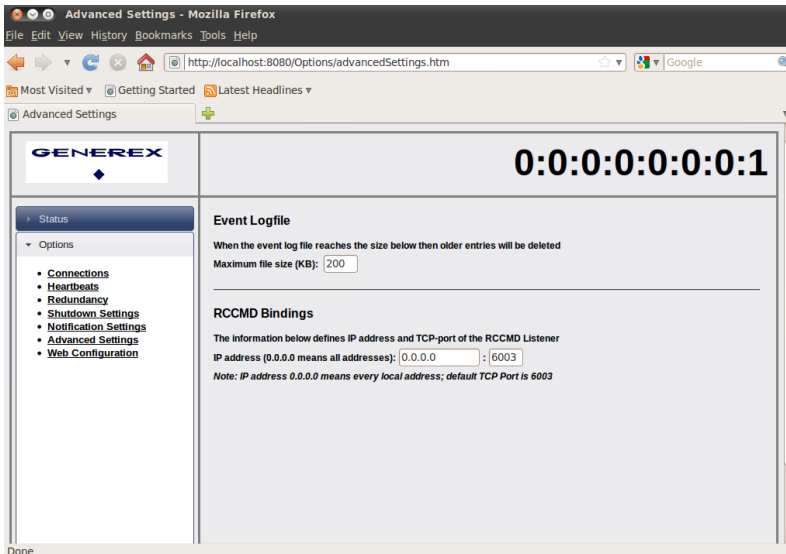 Advanced Settings - Mozilla Firefox
File Edit View History Bookmarks Tools Help
http://localhost:8080/Options/advancedSettings.htm
Google
Most Visited Getting Started Latest Headlines
Advanced Settings
GENEREX
0:0:0:0:0:0:0:1
Status
Options
Connections
Heartbeats
Redundancy
Shutdown Settings
Notification Settings
Advanced Settings
Web Configuration
Event Logfile
When the event log file reaches the size below then older entries will be deleted
Maximum file size (KB): 200
RCCMD Bindings
The information below defines IP address and TCP-port of the RCCMD Listener
IP address (0.0.0.0 means all addresses): 0.0.0.0 : 6003
Note: IP address 0.0.0.0 means every local address; default TCP Port is 6003
Done